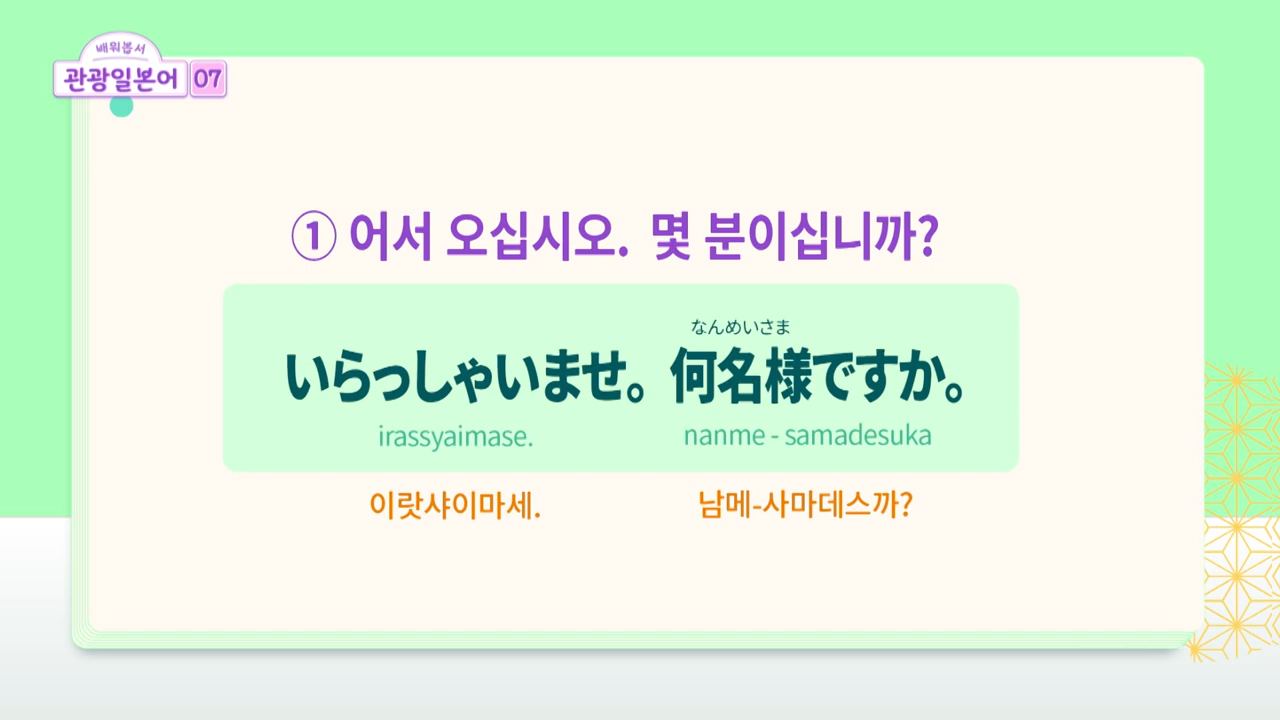 배워봅서
관광일본어 07
① 어서 오십시오. 몇 분이십니까?
なんめいさま
いらっしゃいませ。 何名様ですか。
irassyaimase. nanme - samadesuka
이랏샤이마세. 남메-사마데스까?